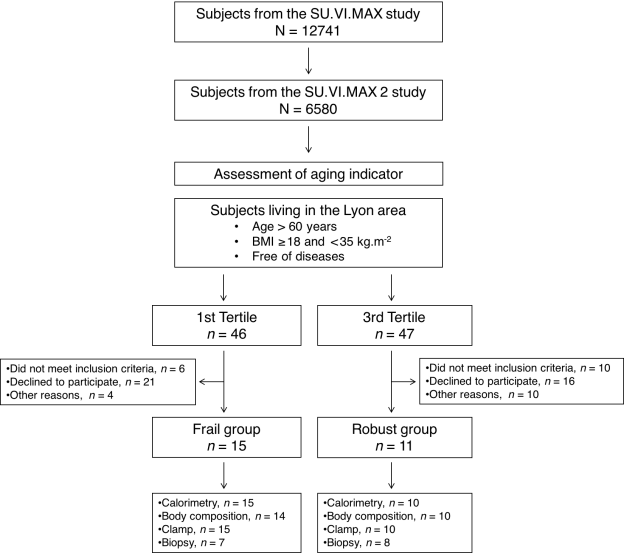 Subjects from the SU.VI.MAX study
N = 12741
Subjects from the SU.VI.MAX 2 study
N = 6580
Assessment of aging indicator
Subjects living in the Lyon area
• Age > 60 years
• BMI ≥18 and <35 kg.m-2
• Free of diseases
1st Tertile
n = 46
3rd Tertile
n = 47
•Did not meet inclusion criteria, n = 6
•Declined to participate, n = 21
•Other reasons, n = 4
•Did not meet inclusion criteria, n = 10
•Declined to participate, n = 16
•Other reasons, n = 10
Frail group
n = 15
Robust group
n = 11
•Calorimetry, n = 15
•Body composition, n = 14
•Clamp, n = 15
•Biopsy, n = 7
•Calorimetry, n = 10
•Body composition, n = 10
•Clamp, n = 10
•Biopsy, n = 8